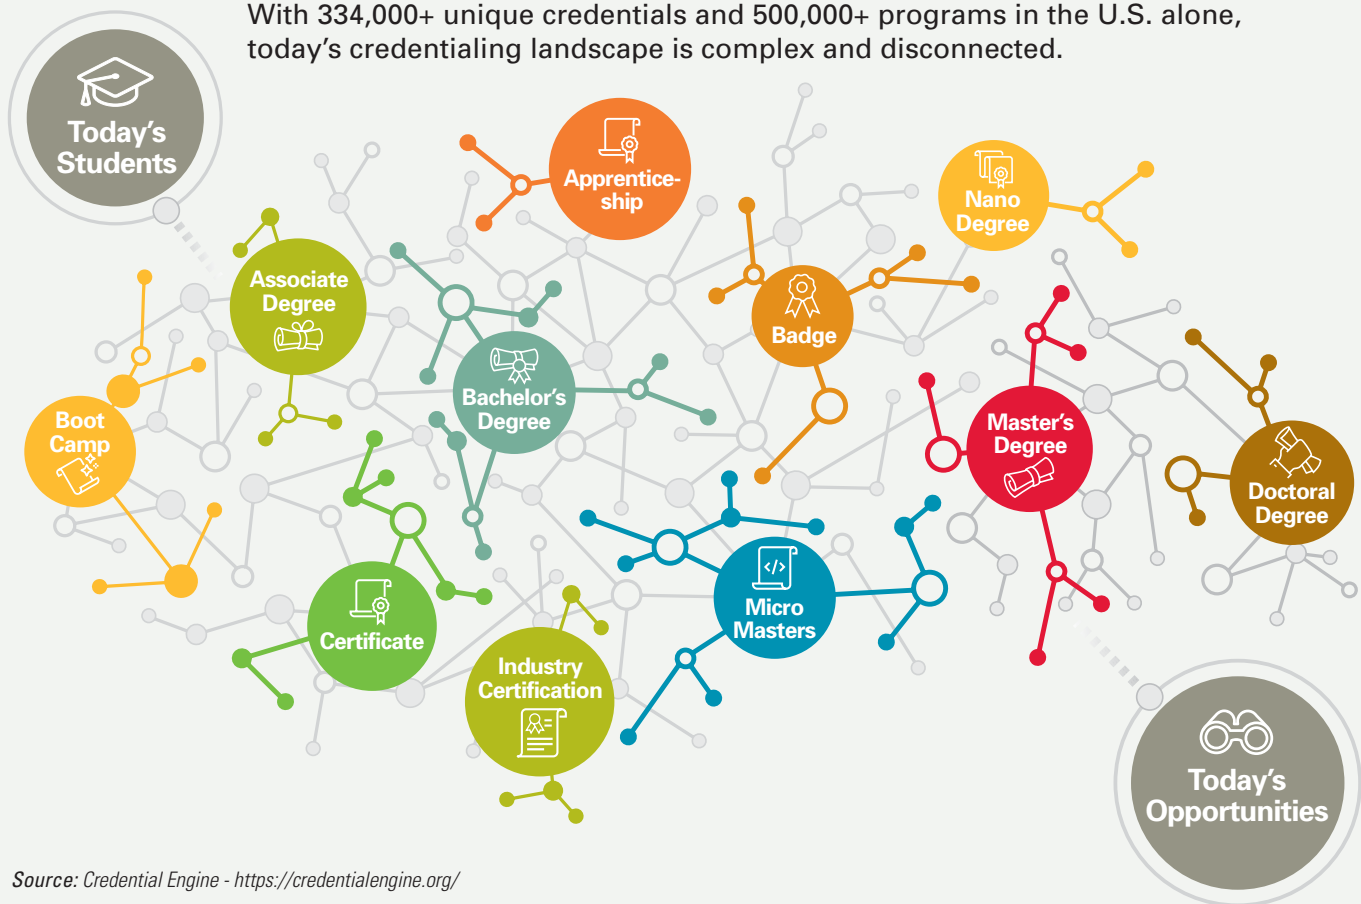 With 334,000+ unique credentials and 500,000+ programs in the U.S. alone,
today's credentialing landscape is complex and disconnected.
Today's
Students
Apprentice-
ship
Nano
Degree
Associate
Degree
Badge
Bachelor's
Degree
Boot
Camp
Master's
Degree
Doctoral
Degree
</>
Micro
Masters
Certificate
Industry
Certification
Today's
Opportunities
Source: Credential Engine - https://credentialengine.org/